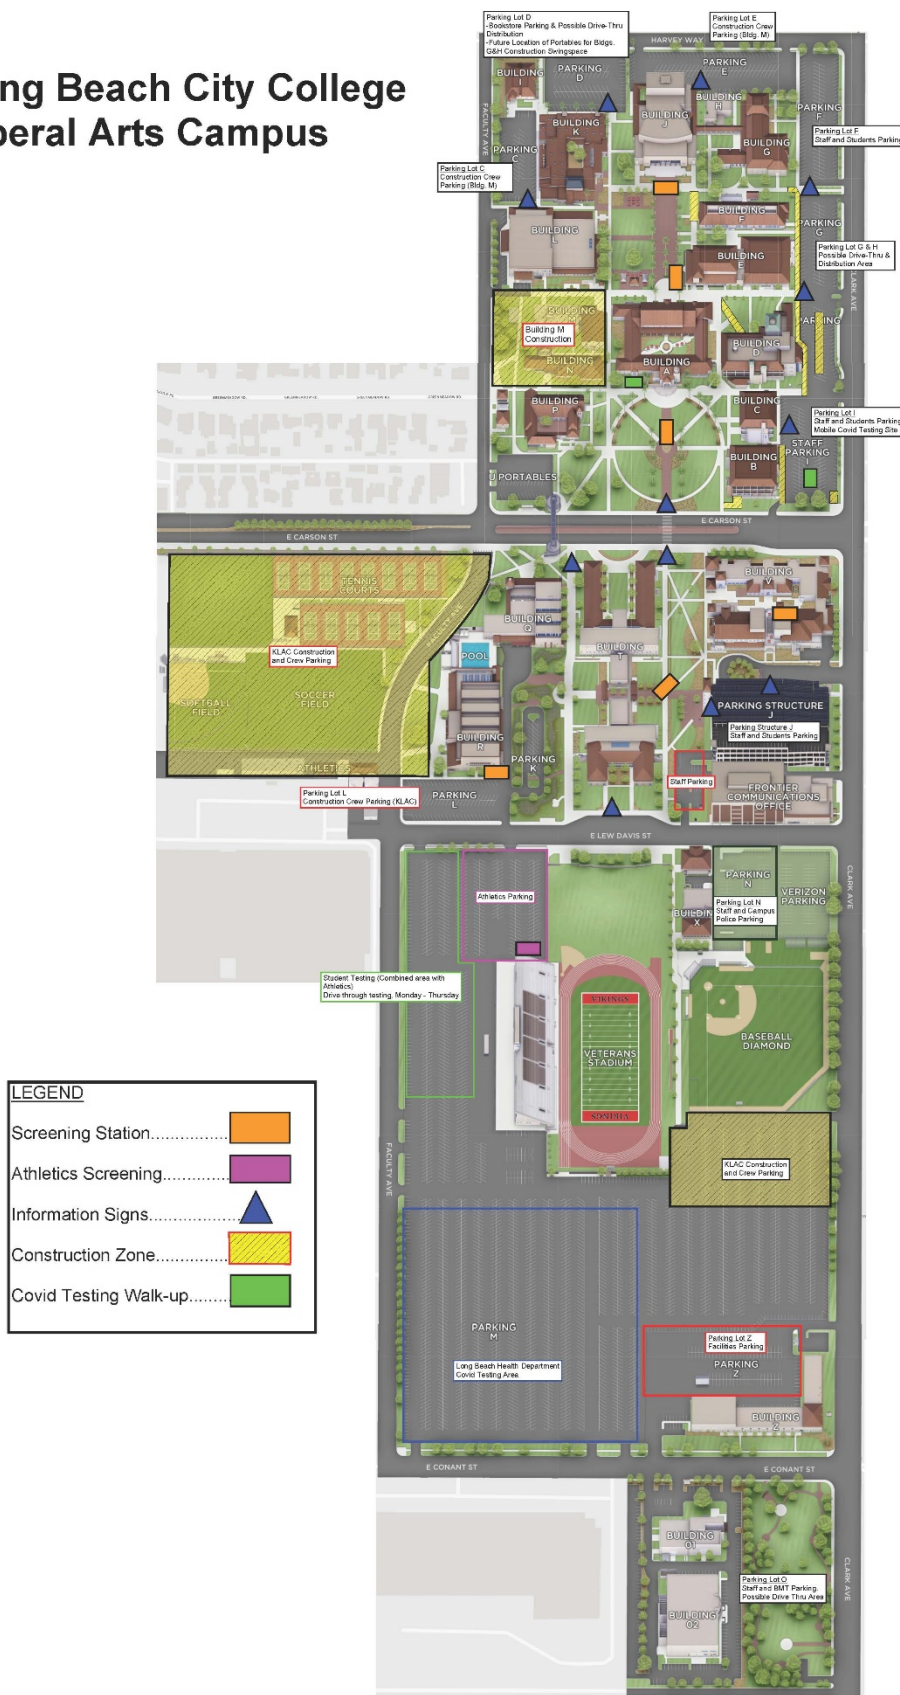 ng Beach City College
beral Arts Campus
Parking Lot D
-Bookstore Parking & Possible Drive-Thru
Distribution
-Future Location of Portables for Bldgs.
G&H Construction Swingspace
Parking Lot E
Construction Crew
Parking (Bldg. M)
HARVEY WAY
BUILDING
I
PARKING
D
PARKING
E
BUILDING
H
BUILDING
J
BUILDING
K
PARKING
F
FACULTY AVE
Parking Lot F
Staff and Students Parking
BUILDING
G
PARKING
C
Parking Lot C
Construction Crew
Parking (Bldg. M)
BUILDING
F
PARKING
G
BUILDING
L
Parking Lot G & H
Possible Drive-Thru &
Distribution Area
BUILDING
E
CLARK AVE
BUILDING
Building M
Construction
BUILDING
N
PARKING
BUILDING
D
BUILDING
A
BUILDING
P
BUILDING
C
Parking Lot I
Staff and Students Parking
Mobile Covid Testing Site
STAFF
PARKING
I
BUILDING
B
U PORTABLES
E CARSON ST
E CARSON ST
TENNIS
COURTS
BUILDING
V
FACULTY AVE
BUILDING
Q
KLAC Construction
and Crew Parking
BUILDING
POOL
SOFTBALL
FIELD
SOCCER
FIELD
PARKING STRUCTURE
J
Parking Structure J
Staff and Students Parking
BUILDING
R
PARKING
K
ATHLETICS
Staff Parking
FRONTIER
COMMUNICATIONS
OFFICE
Parking Lot L
Construction Crew Parking (KLAC)
PARKING
L
E LEW DAVIS ST
Athletics Parking
PARKING
N
VERIZON
PARKING
CLARK AVE
Parking Lot N
Staff and Campus
Police Parking
BUILDIN
X
Student Testing (Combined area with
Athletics)
Drive through testing, Monday - Thursday
VIKINGS
VETERANS
STADIUM
BASEBALL
DIAMOND
LEGEND
Screening Station
Athletics Screening
Information Signs
Construction Zone
Covid Testing Walk-up
FACULTY AVE
KLAC Construction
and Crew Parking
PARKING
M
Long Beach Health Department
Covid Testing Area
Parking Lot Z
Facilities Parking
PARKING
Z
BUILDING
Z
E CONANT ST
E CONANT ST
BUILDING
O1
Parking Lot O
Staff and BMT Parking.
Possible Drive Thru Area
CLARK AVE
BUILDING
O2